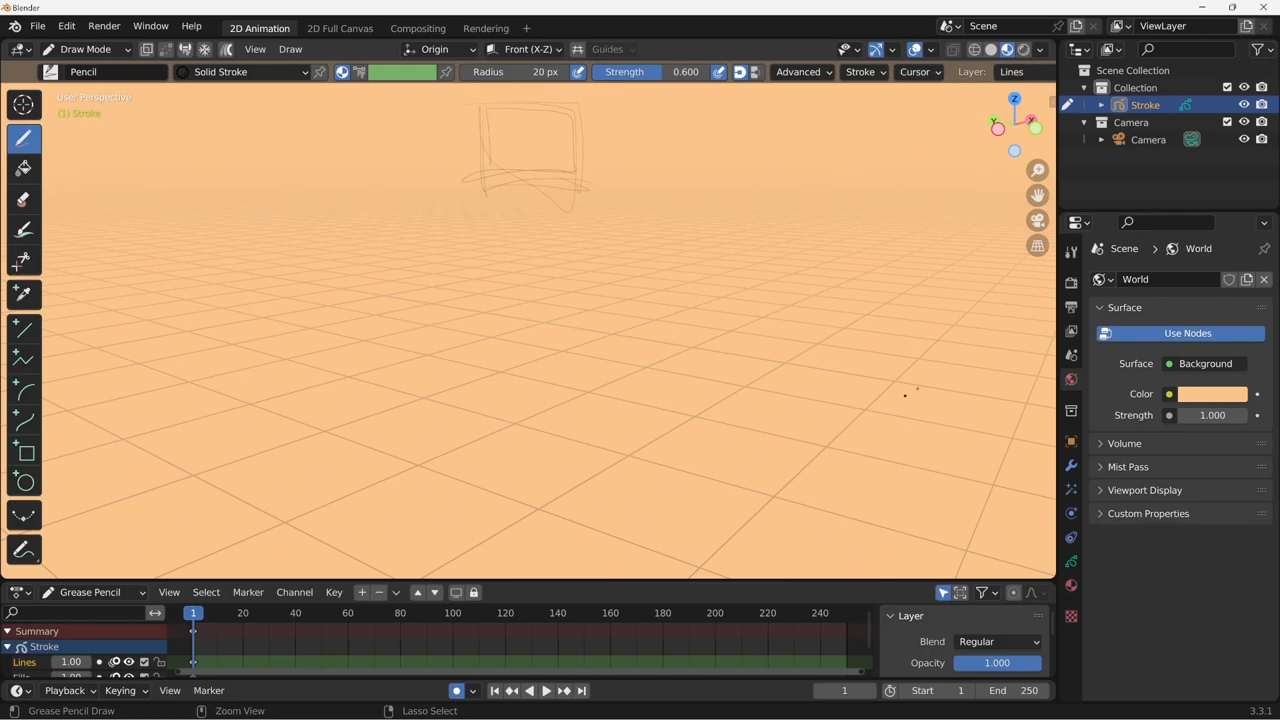 Blender
File Edit Render Window Help 2D Animation 2D Full Canvas Compositing Rendering + Scene ViewLayer
Draw Mode View Draw Origin Front (X-Z) Guides
Pencil Solid Stroke Radius 20 px Strength 0.600 Advanced Stroke Cursor Layer: Lines
User Perspective
(1) Stroke
Z
Y X
Scene Collection
Collection
Stroke
Camera
Camera
Scene > World
World
Surface
Use Nodes
Surface Background
Color
Strength 1.000
Volume
Mist Pass
Viewport Display
Custom Properties
Grease Pencil View Select Marker Channel Key
1 20 40 60 80 100 120 140 160 180 200 220 240
Summary
Stroke
Lines 1.00
Layer
Blend Regular
Opacity 1.000
Playback Keying View Marker 1 Start 1 End 250
Grease Pencil Draw Zoom View Lasso Select 3.3.1